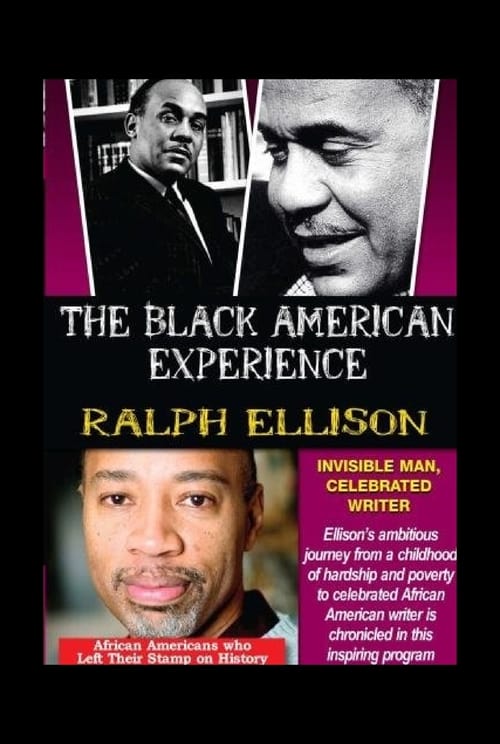 THE BLACK AMERICAN
EXPERIENCE
RALPH ELLISON
INVISIBLE MAN,
CELEBRATED
WRITER
Ellison's ambitious
journey from a childhood
of hardship and poverty
to celebrated African
American writer is
chronicled in this
inspiring program
African Americans who
Left Their Stamp on History